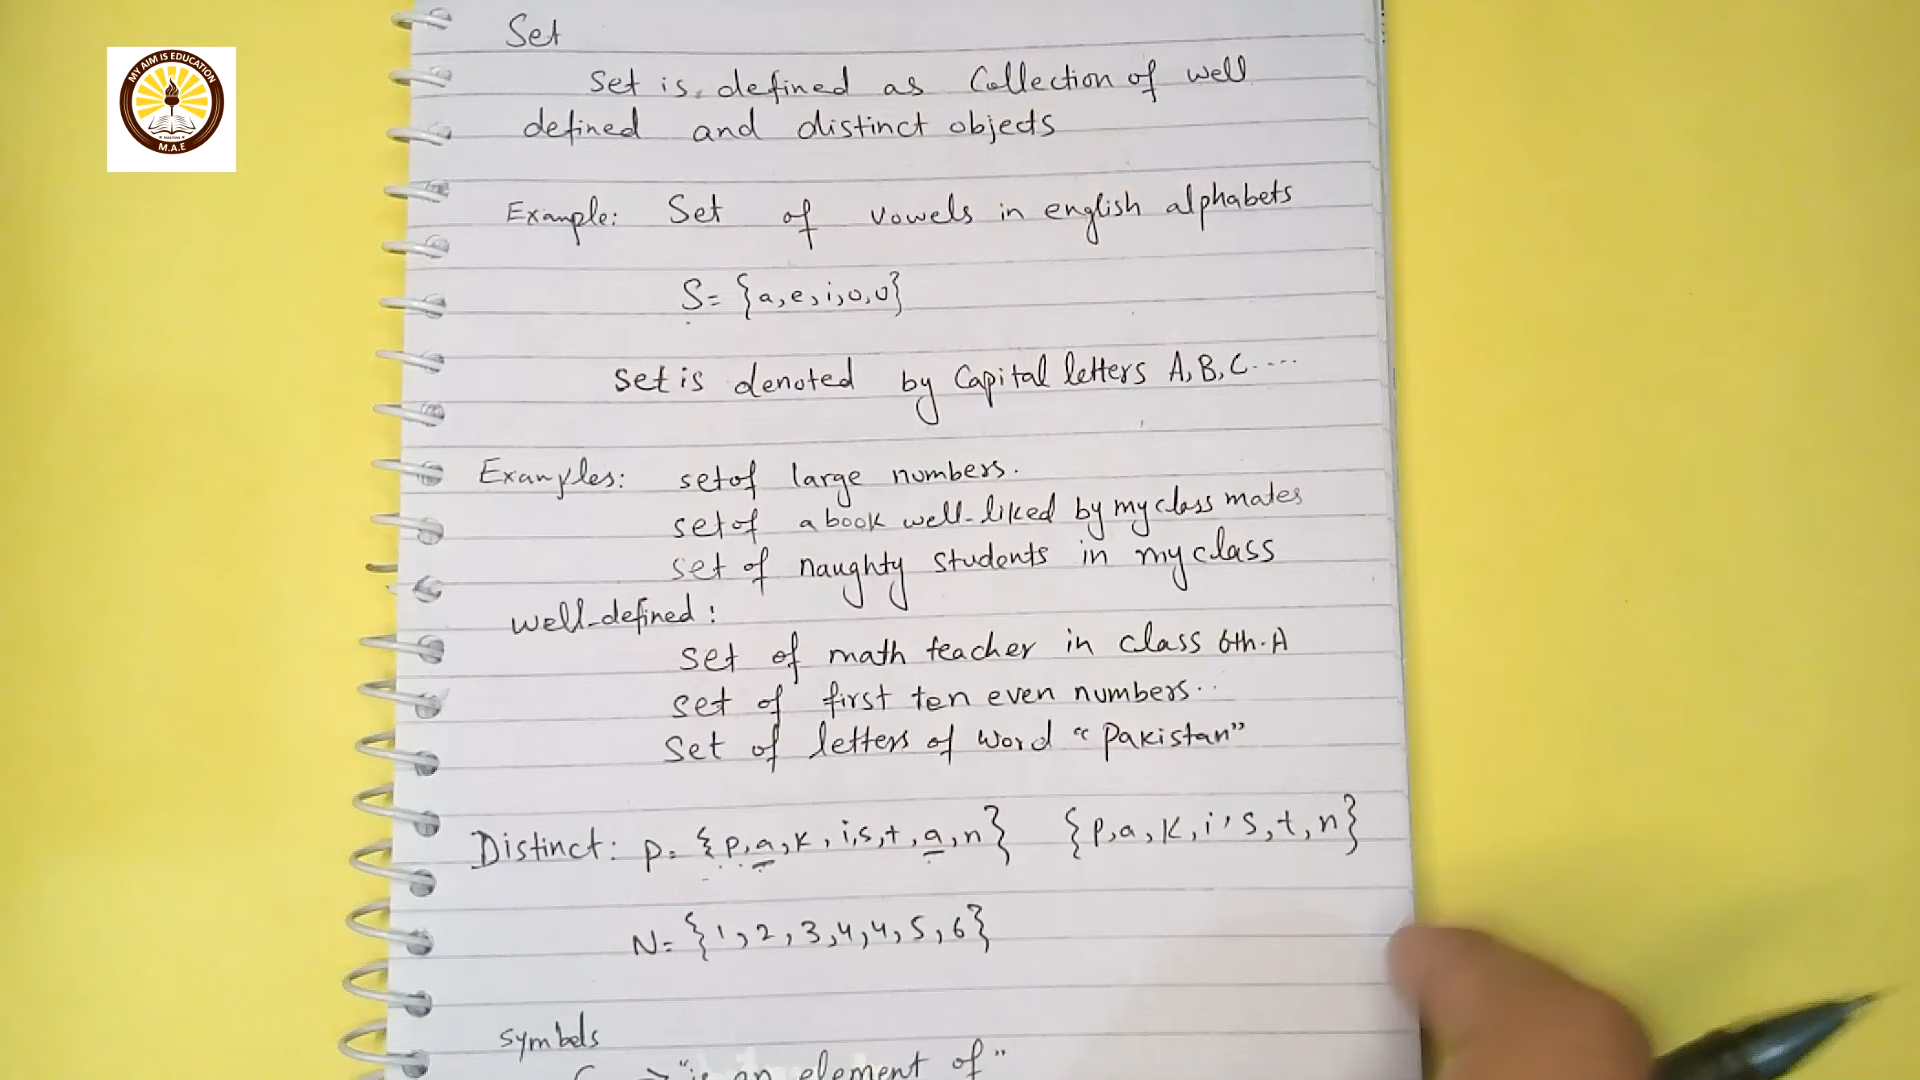 MY AIM IS EDUCATION
M.A.E
Set
Set is defined as Collection of well
defined and distinct objects
Example: Set of vowels in english alphabets
S= {a,e,i,o,u}
Set is denoted by Capital letters A,B,C....
Examples: set of large numbers.
set of a book well-liked by my class mates
set of naughty students in my class
well-defined:
set of math teacher in class 6th-A
set of first ten even numbers..
Set of letters of word "Pakistan"
Distinct: P= {p,a,k,i,s,t,a,n} {p,a,k,i,s,t,n}
N= {1,2,3,4,4,5,6}
symbols
→ "is an element of"